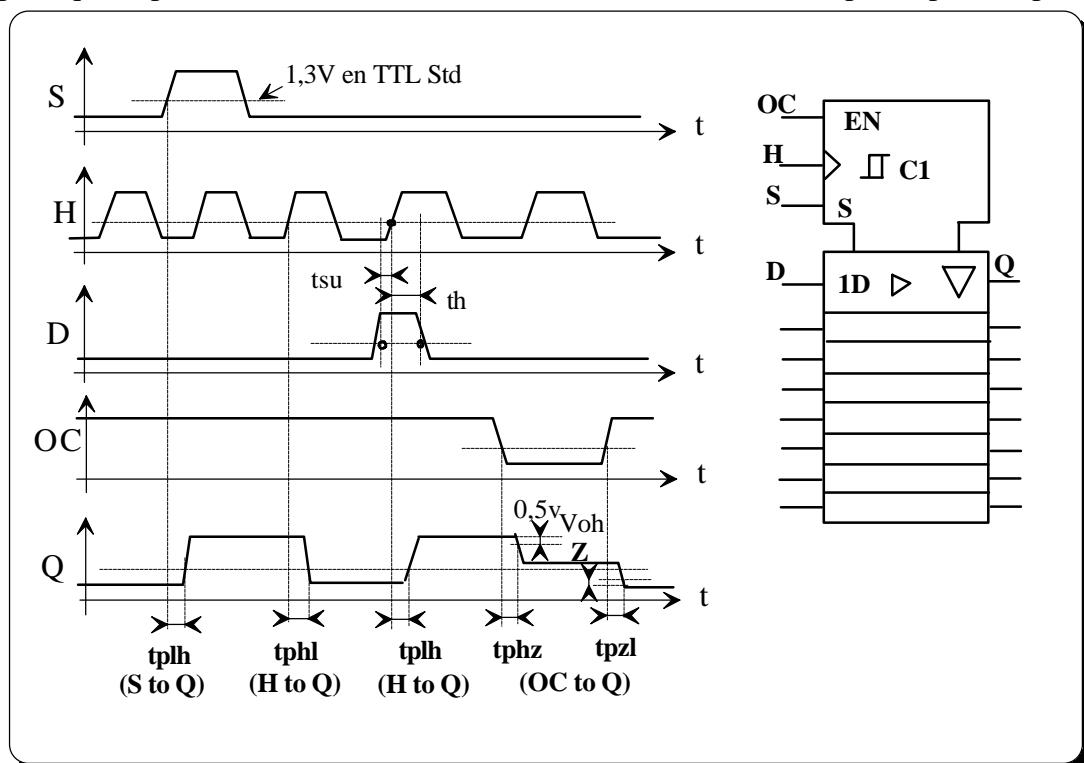 S
1,3V en TTL Std
t
H
t
tsu
th
D
t
OC
t
0,5v
Voh
Z
Q
t
tplh
(S to Q)
tphl
(H to Q)
tplh
(H to Q)
tphz
tpzl
(OC to Q)
OC
EN
H
C1
S
S
D
1D
Q